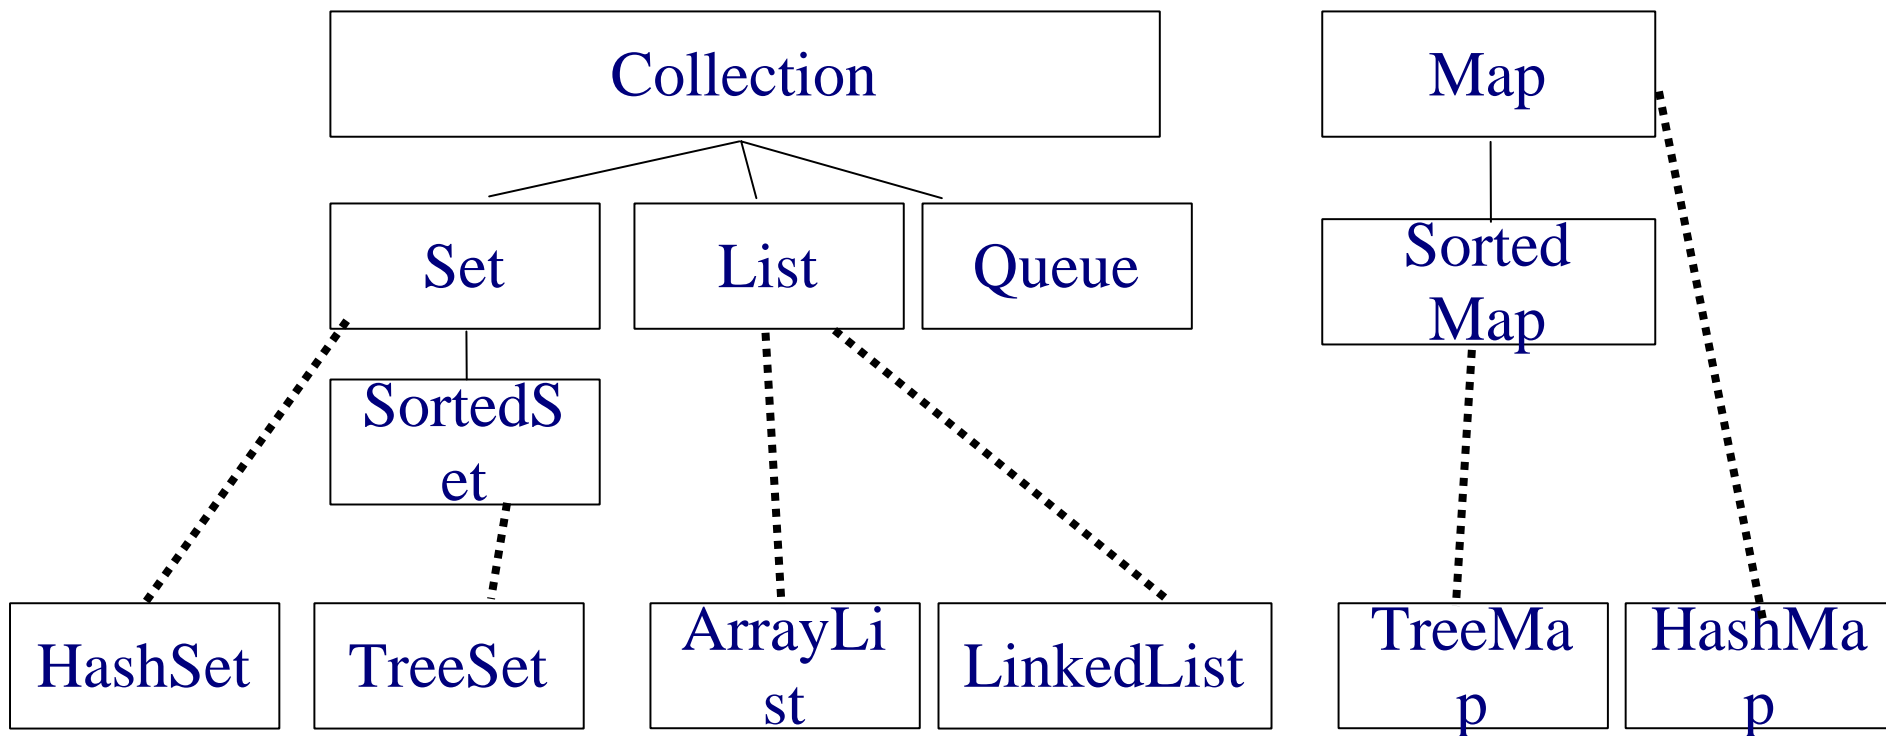 Collection
Map
Set
List
Queue
Sorted
Map
SortedS
et
HashSet
TreeSet
ArrayLi
st
LinkedList
TreeMa
p
HashMa
p